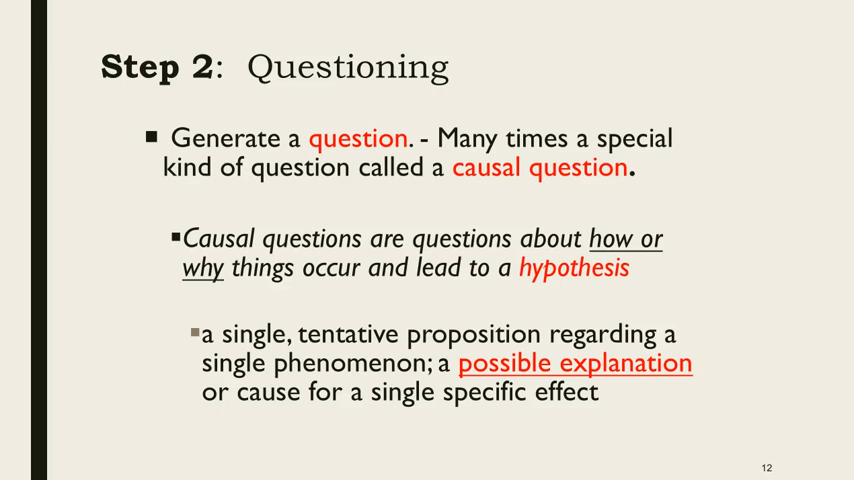 Step 2:  Questioning
▪ Generate a question. - Many times a special
kind of question called a causal question.
▪Causal questions are questions about how or
why things occur and lead to a hypothesis
▪a single, tentative proposition regarding a
single phenomenon; a possible explanation
or cause for a single specific effect
12